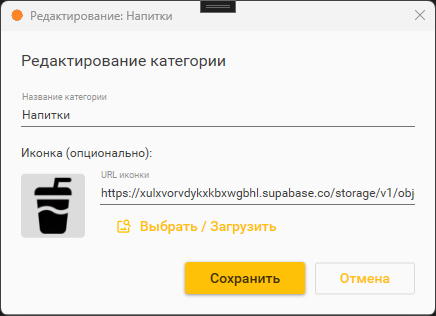 Редактирование: Напитки
Редактирование категории
Название категории
Напитки
Иконка (опционально):
URL иконки
https://xulxvorvdykxkbxwgbhl.supabase.co/storage/v1/obj
Выбрать / Загрузить
Сохранить
Отмена